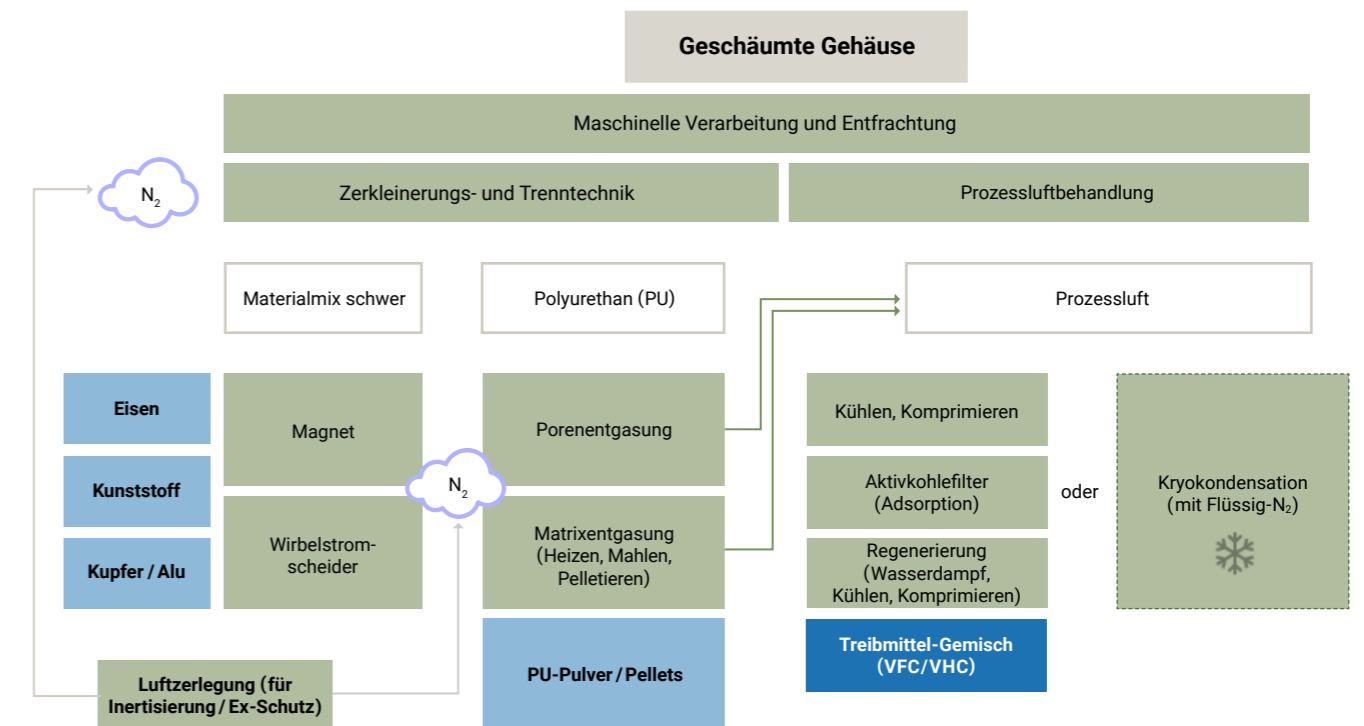 Geschäumte Gehäuse
Maschinelle Verarbeitung und Entfrachtung
N₂
Zerkleinerungs- und Trenntechnik
Prozessluftbehandlung
Materialmix schwer
Polyurethan (PU)
Prozessluft
Eisen
Kunststoff
Kupfer / Alu
Magnet
Wirbelstrom-
scheider
N₂
Porenentgasung
Matrixentgasung
(Heizen, Mahlen,
Pelletieren)
PU-Pulver / Pellets
Kühlen, Komprimieren
Aktivkohlefilter
(Adsorption)
Regenerierung
(Wasserdampf,
Kühlen, Komprimieren)
Treibmittel-Gemisch
(VFC/VHC)
oder
Kryokondensation
(mit Flüssig-N₂)
Luftzerlegung (für
Inertisierung / Ex-Schutz)